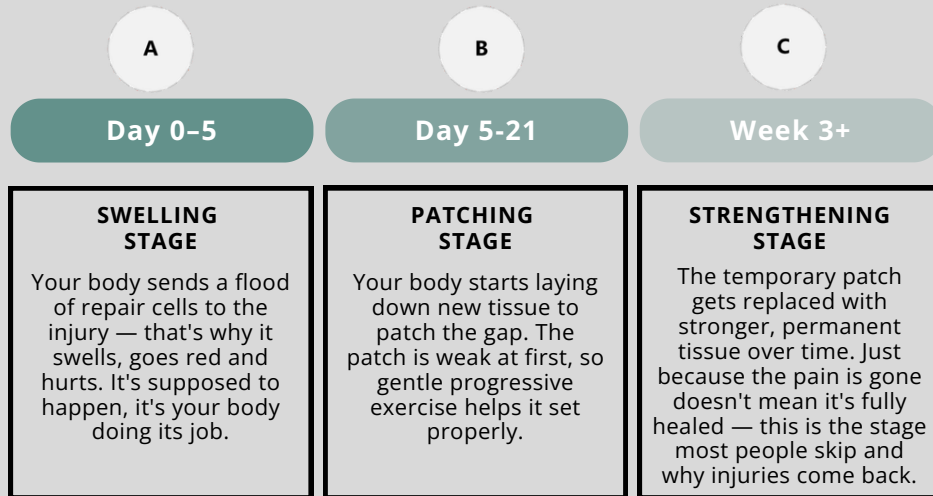 A
Day 0–5
SWELLING
STAGE
Your body sends a flood
of repair cells to the
injury — that's why it
swells, goes red and
hurts. It's supposed to
happen, it's your body
doing its job.
B
Day 5-21
PATCHING
STAGE
Your body starts laying
down new tissue to
patch the gap. The
patch is weak at first, so
gentle progressive
exercise helps it set
properly.
C
Week 3+
STRENGTHENING
STAGE
The temporary patch
gets replaced with
stronger, permanent
tissue over time. Just
because the pain is gone
doesn't mean it's fully
healed — this is the stage
most people skip and
why injuries come back.